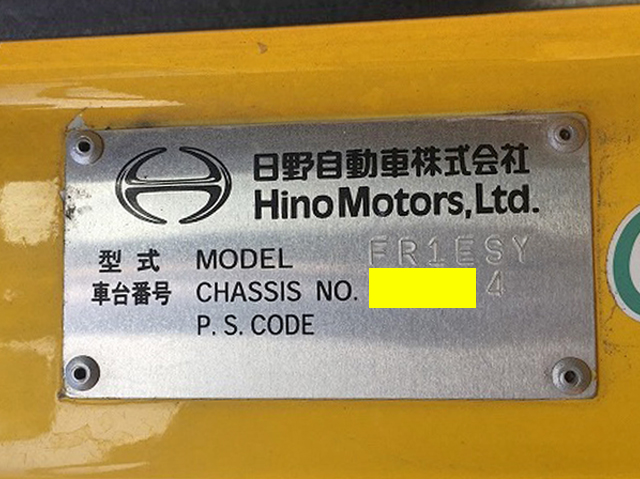 日野自動車株式会社
Hino Motors, Ltd.
型式 MODEL FR1ESY
車台番号 CHASSIS NO. 4
P.S.CODE